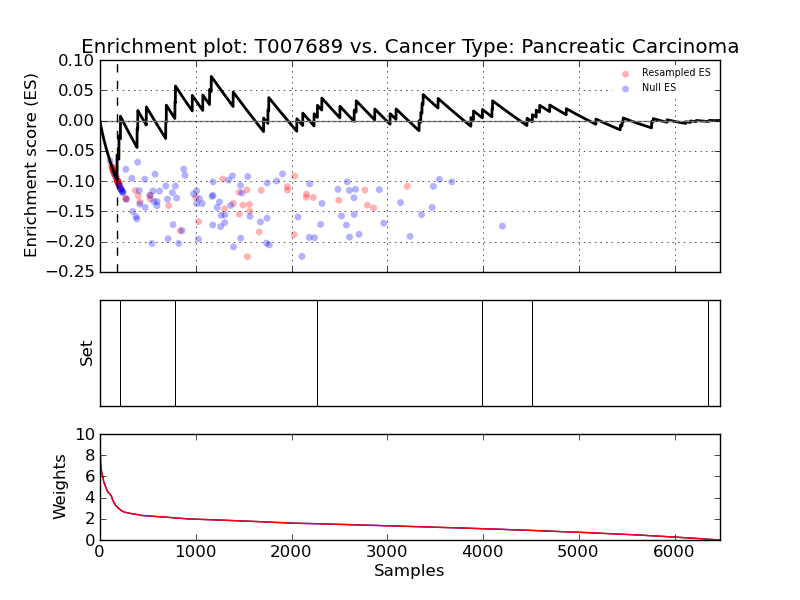 Enrichment plot: T007689 vs. Cancer Type: Pancreatic Carcinoma
Enrichment score (ES)
0.10
0.05
0.00
−0.05
−0.10
−0.15
−0.20
−0.25
Resampled ES
Null ES
Set
Weights
10
8
6
4
2
0
0 1000 2000 3000 4000 5000 6000
Samples